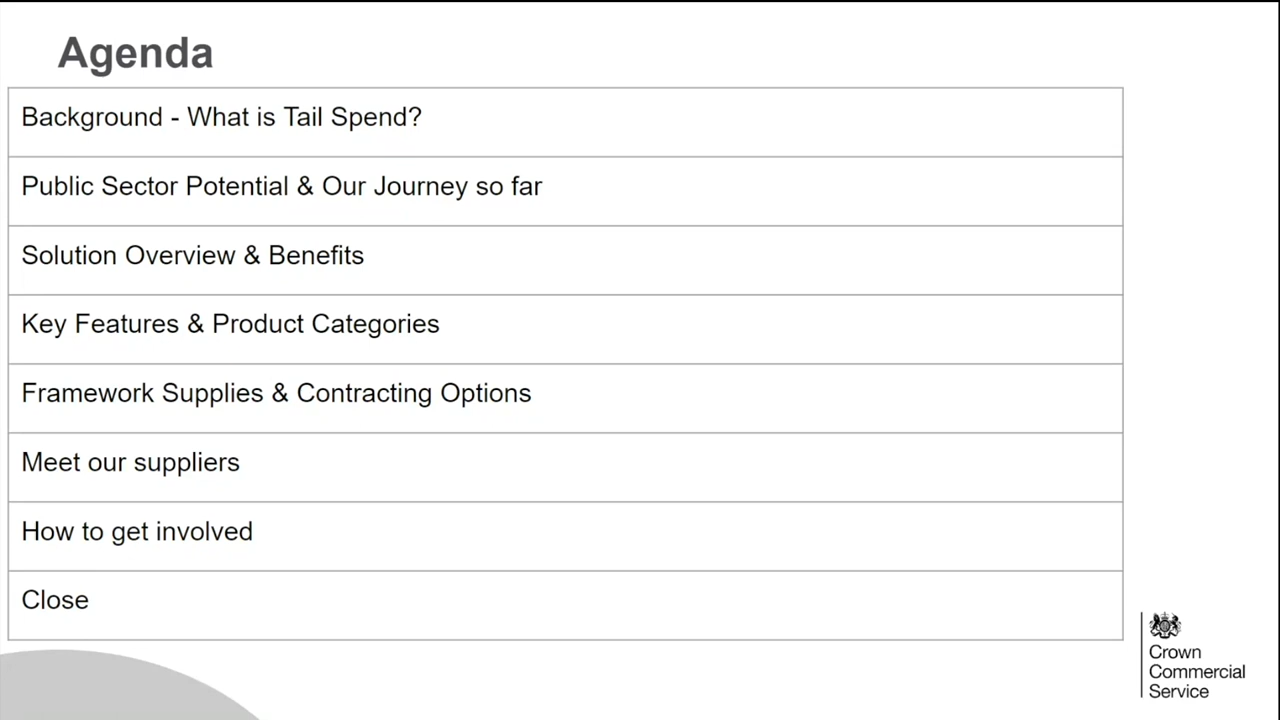 Agenda
Background - What is Tail Spend?
Public Sector Potential & Our Journey so far
Solution Overview & Benefits
Key Features & Product Categories
Framework Supplies & Contracting Options
Meet our suppliers
How to get involved
Close
Crown
Commercial
Service